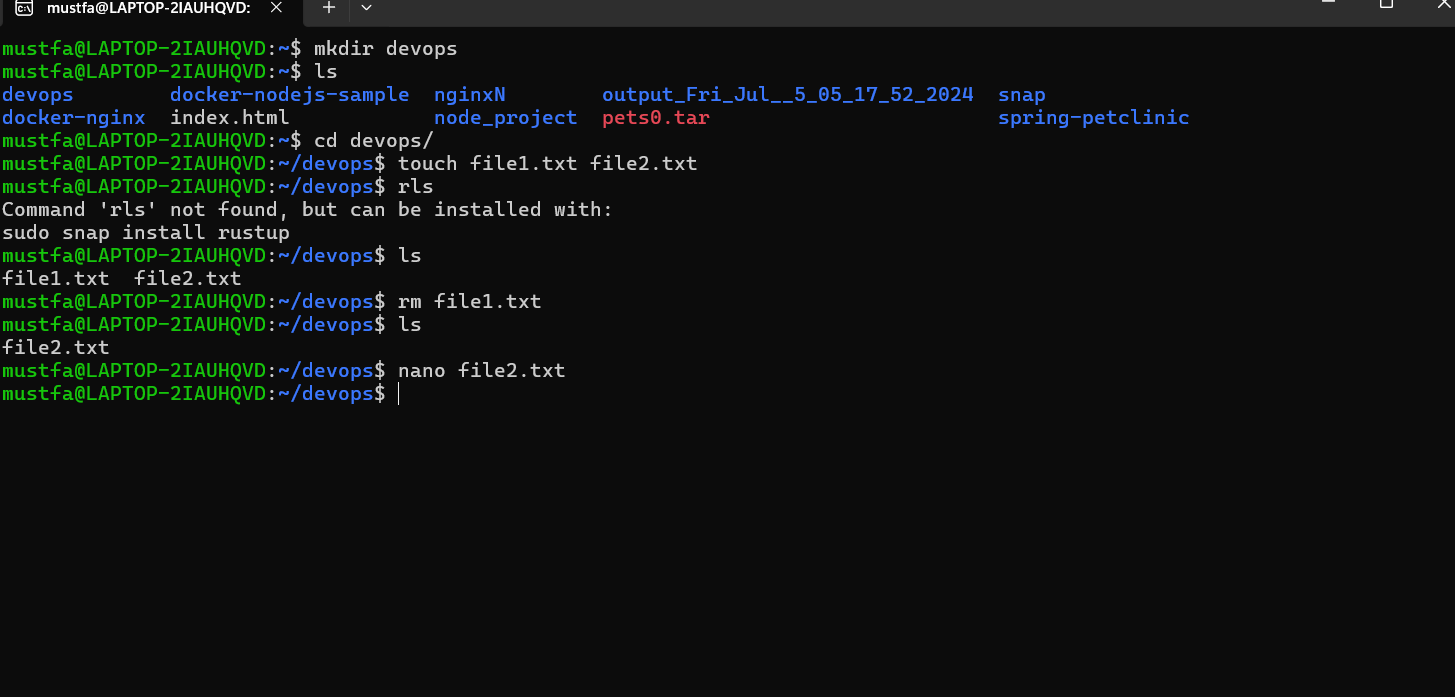 mustfa@LAPTOP-2IAUHQVD:
mustfa@LAPTOP-2IAUHQVD:~$ mkdir devops
mustfa@LAPTOP-2IAUHQVD:~$ ls
devops        docker-nodejs-sample  nginxN        output_Fri_Jul__5_05_17_52_2024  snap
docker-nginx  index.html            node_project  pets0.tar                        spring-petclinic
mustfa@LAPTOP-2IAUHQVD:~$ cd devops/
mustfa@LAPTOP-2IAUHQVD:~/devops$ touch file1.txt file2.txt
mustfa@LAPTOP-2IAUHQVD:~/devops$ rls
Command 'rls' not found, but can be installed with:
sudo snap install rustup
mustfa@LAPTOP-2IAUHQVD:~/devops$ ls
file1.txt  file2.txt
mustfa@LAPTOP-2IAUHQVD:~/devops$ rm file1.txt
mustfa@LAPTOP-2IAUHQVD:~/devops$ ls
file2.txt
mustfa@LAPTOP-2IAUHQVD:~/devops$ nano file2.txt
mustfa@LAPTOP-2IAUHQVD:~/devops$